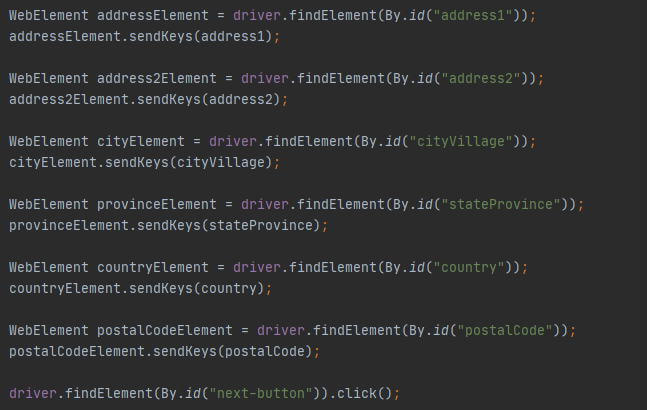 WebElement addressElement = driver.findElement(By.id("address1"));
addressElement.sendKeys(address1);
WebElement address2Element = driver.findElement(By.id("address2"));
address2Element.sendKeys(address2);
WebElement cityElement = driver.findElement(By.id("cityVillage"));
cityElement.sendKeys(cityVillage);
WebElement provinceElement = driver.findElement(By.id("stateProvince"));
provinceElement.sendKeys(stateProvince);
WebElement countryElement = driver.findElement(By.id("country"));
countryElement.sendKeys(country);
WebElement postalCodeElement = driver.findElement(By.id("postalCode"));
postalCodeElement.sendKeys(postalCode);
driver.findElement(By.id("next-button")).click();